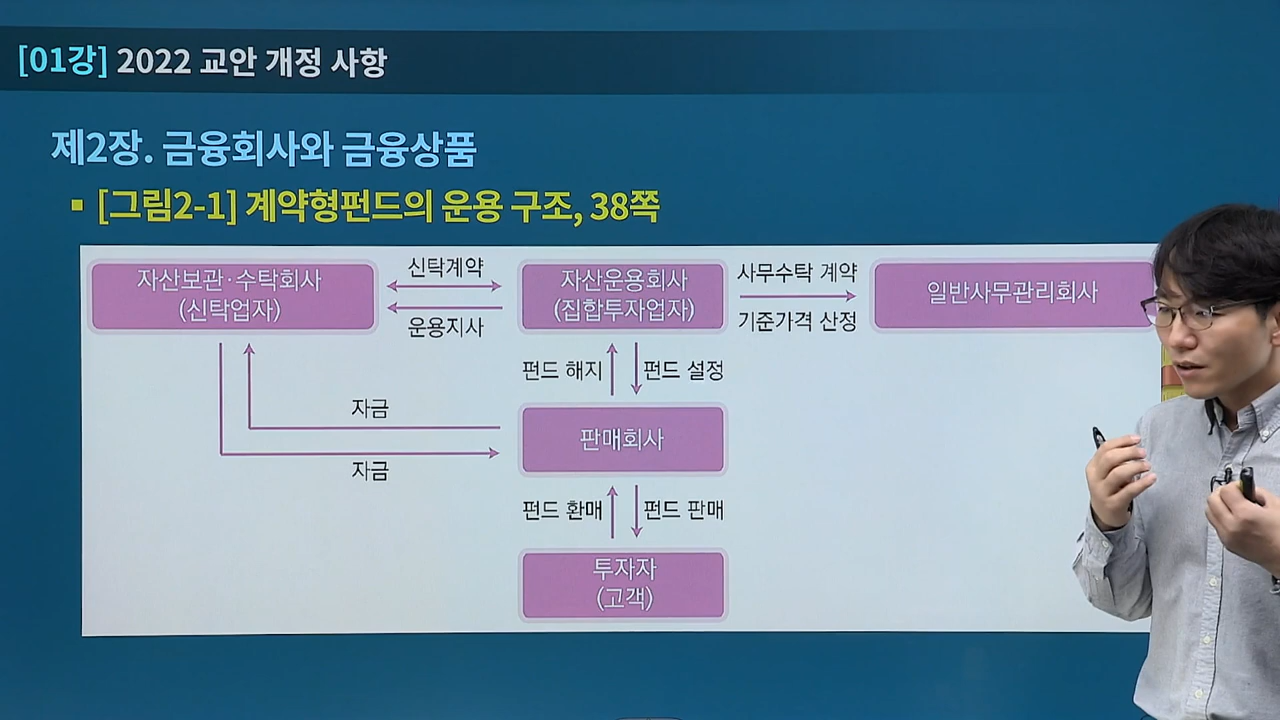 [01강] 2022 교안 개정 사항
제2장. 금융회사와 금융상품
▪ [그림2-1] 계약형펀드의 운용 구조, 38쪽
자산보관·수탁회사
(신탁업자)
신탁계약
운용지사
자산운용회사
(집합투자업자)
사무수탁 계약
기준가격 산정
일반사무관리회사
펀드 해지
펀드 설정
자금
자금
판매회사
펀드 환매
펀드 판매
투자자
(고객)